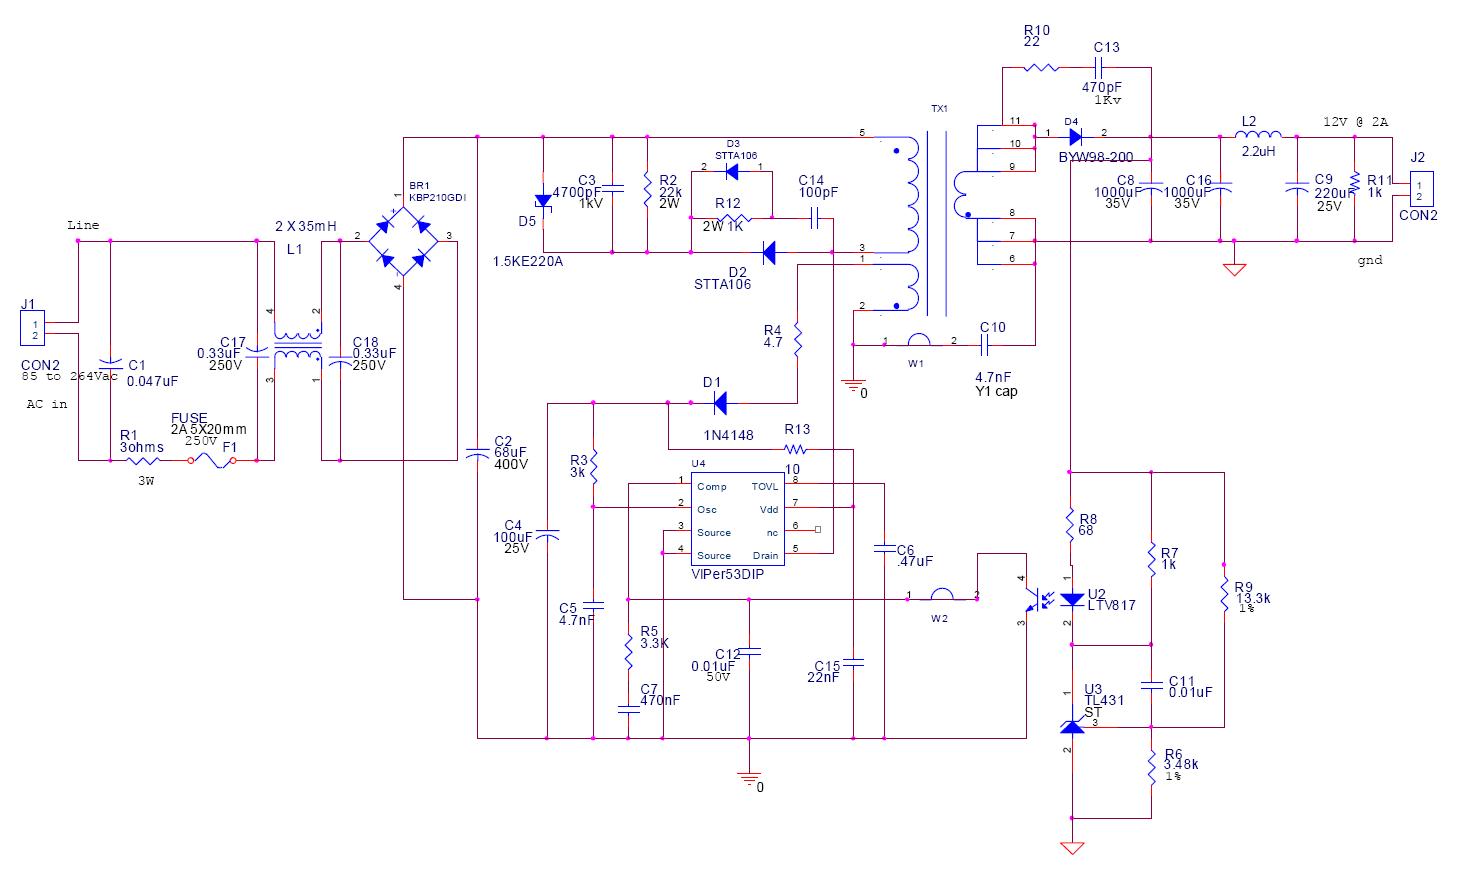 R10
22
C13
470pF
1Kv
TX1
5
11
10
9
8
7
6
3
1
2
D4
1
2
BYW98-200
L2
2.2uH
12V @ 2A
J2
1
2
CON2
C8
1000uF
35V
C16
1000uF
35V
C9
220uF
25V
R11
1k
gnd
D3
STTA106
2
1
R12
2W 1K
C14
100pF
D2
STTA106
C3
4700pF
1kV
R2
22k
2W
D5
1.5KE220A
BR1
KBP210GDI
1
2
3
4
+
-
Line
2 X 35mH
L1
4
2
3
1
J1
1
2
CON2
85 to 264Vac
AC in
C1
0.047uF
C17
0.33uF
250V
C18
0.33uF
250V
R1
3ohms
3W
FUSE
2A 5X20mm
250V
F1
C2
68uF
400V
R4
4.7
1
W1
2
C10
4.7nF
Y1 cap
0
D1
1N4148
R13
10
R3
3k
C4
100uF
25V
U4
1
Comp
2
Osc
3
Source
4
Source
TOVL
8
Vdd
7
nc
6
Drain
5
VIPer53DIP
C6
.47uF
C5
4.7nF
R5
3.3K
C7
470nF
C12
0.01uF
50V
C15
22nF
1
2
W2
4
3
1
2
U2
LTV817
R8
68
R7
1k
R9
13.3k
1%
C11
0.01uF
U3
TL431
ST
1
3
2
R6
3.48k
1%
0